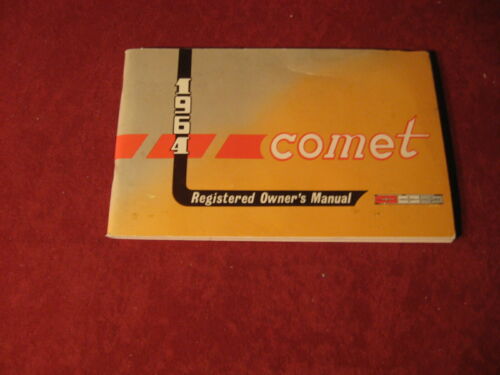 1964
comet
Registered Owner's Manual